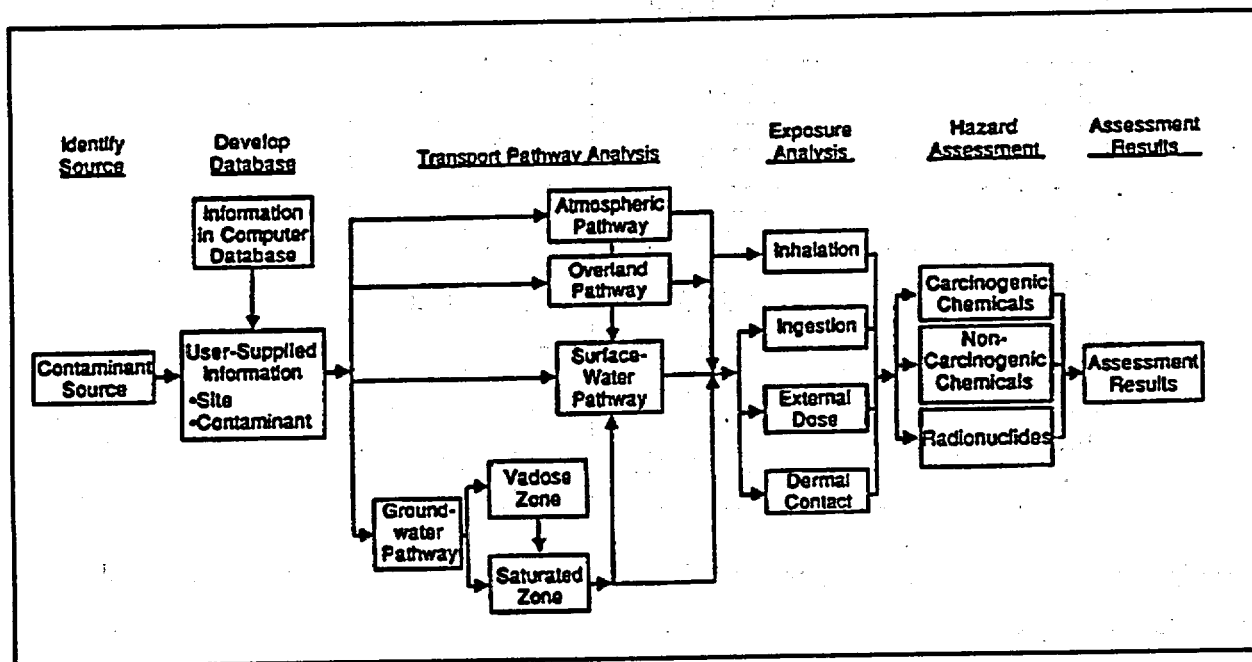 Identify
Source
Develop
Database
Transport Pathway Analysis
Exposure
Analysis
Hazard
Assessment
Assessment
Results
Information
in Computer
Database
Contaminant
Source
User-Supplied
Information
•Site
•Contaminant
Atmospheric
Pathway
Overland
Pathway
Surface-
Water
Pathway
Ground-
water
Pathway
Vadose
Zone
Saturated
Zone
Inhalation
Ingestion
External
Dose
Dermal
Contact
Carcinogenic
Chemicals
Non-
Carcinogenic
Chemicals
Radionuclides
Assessment
Results